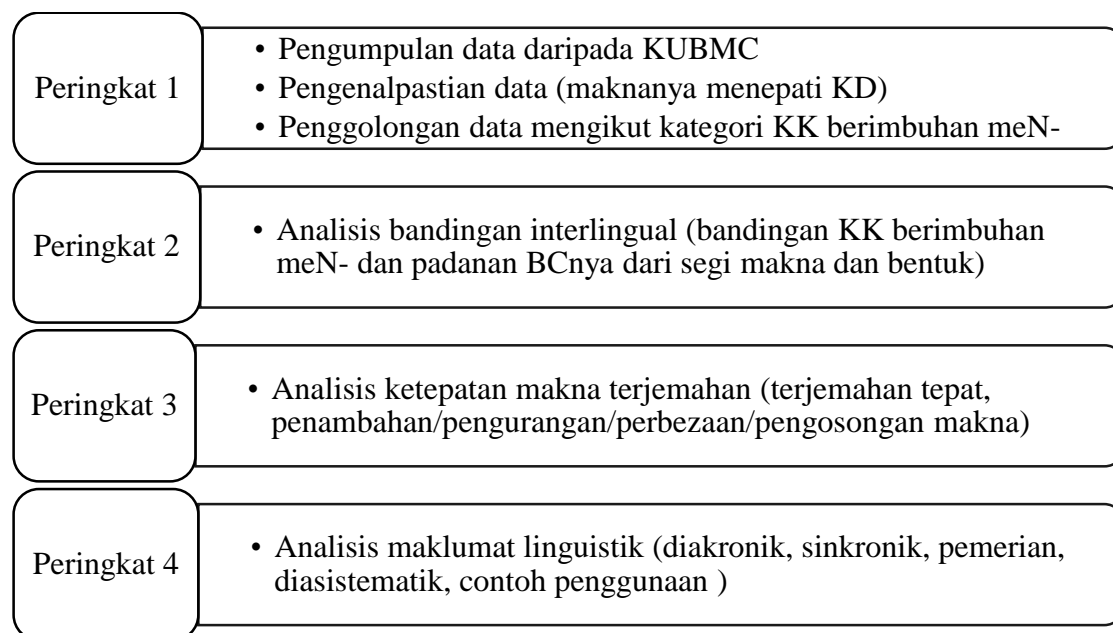 Peringkat 1
• Pengumpulan data daripada KUBMC
• Pengenalpastian data (maknanya menepati KD)
• Penggolongan data mengikut kategori KK berimbuhan meN-
Peringkat 2
• Analisis bandingan interlingual (bandingan KK berimbuhan
meN- dan padanan BCnya dari segi makna dan bentuk)
Peringkat 3
• Analisis ketepatan makna terjemahan (terjemahan tepat,
penambahan/pengurangan/perbezaan/pengosongan makna)
Peringkat 4
• Analisis maklumat linguistik (diakronik, sinkronik, pemerian,
diasistematik, contoh penggunaan )